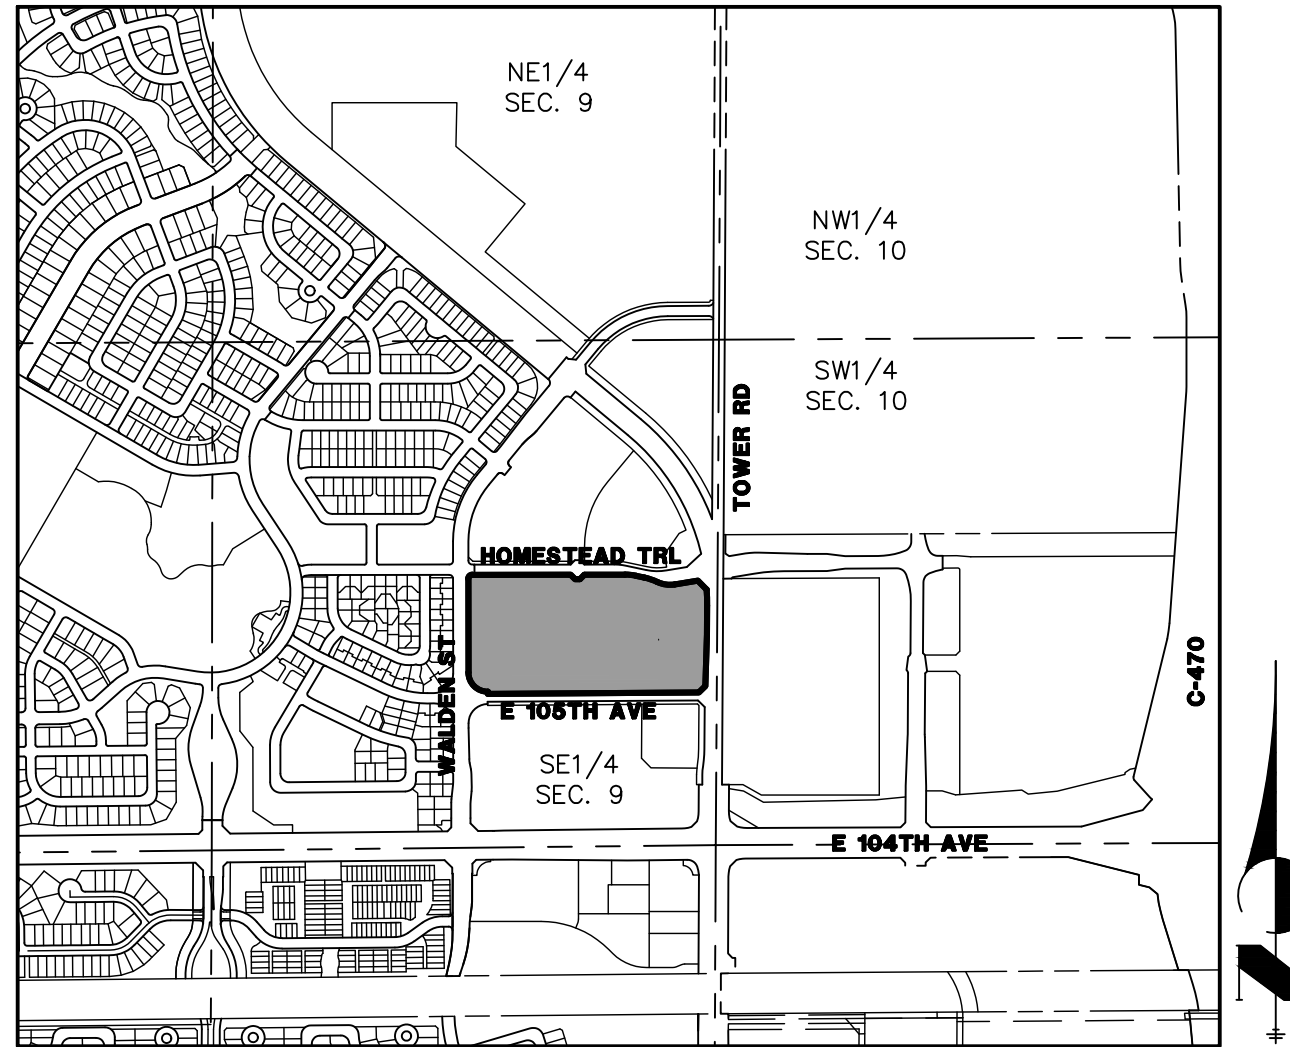 NE1/4
SEC. 9
NW1/4
SEC. 10
SW1/4
SEC. 10
TOWER RD
HOMESTEAD TRL
WALDEN ST
C-470
E 105TH AVE
SE1/4
SEC. 9
E 104TH AVE
N